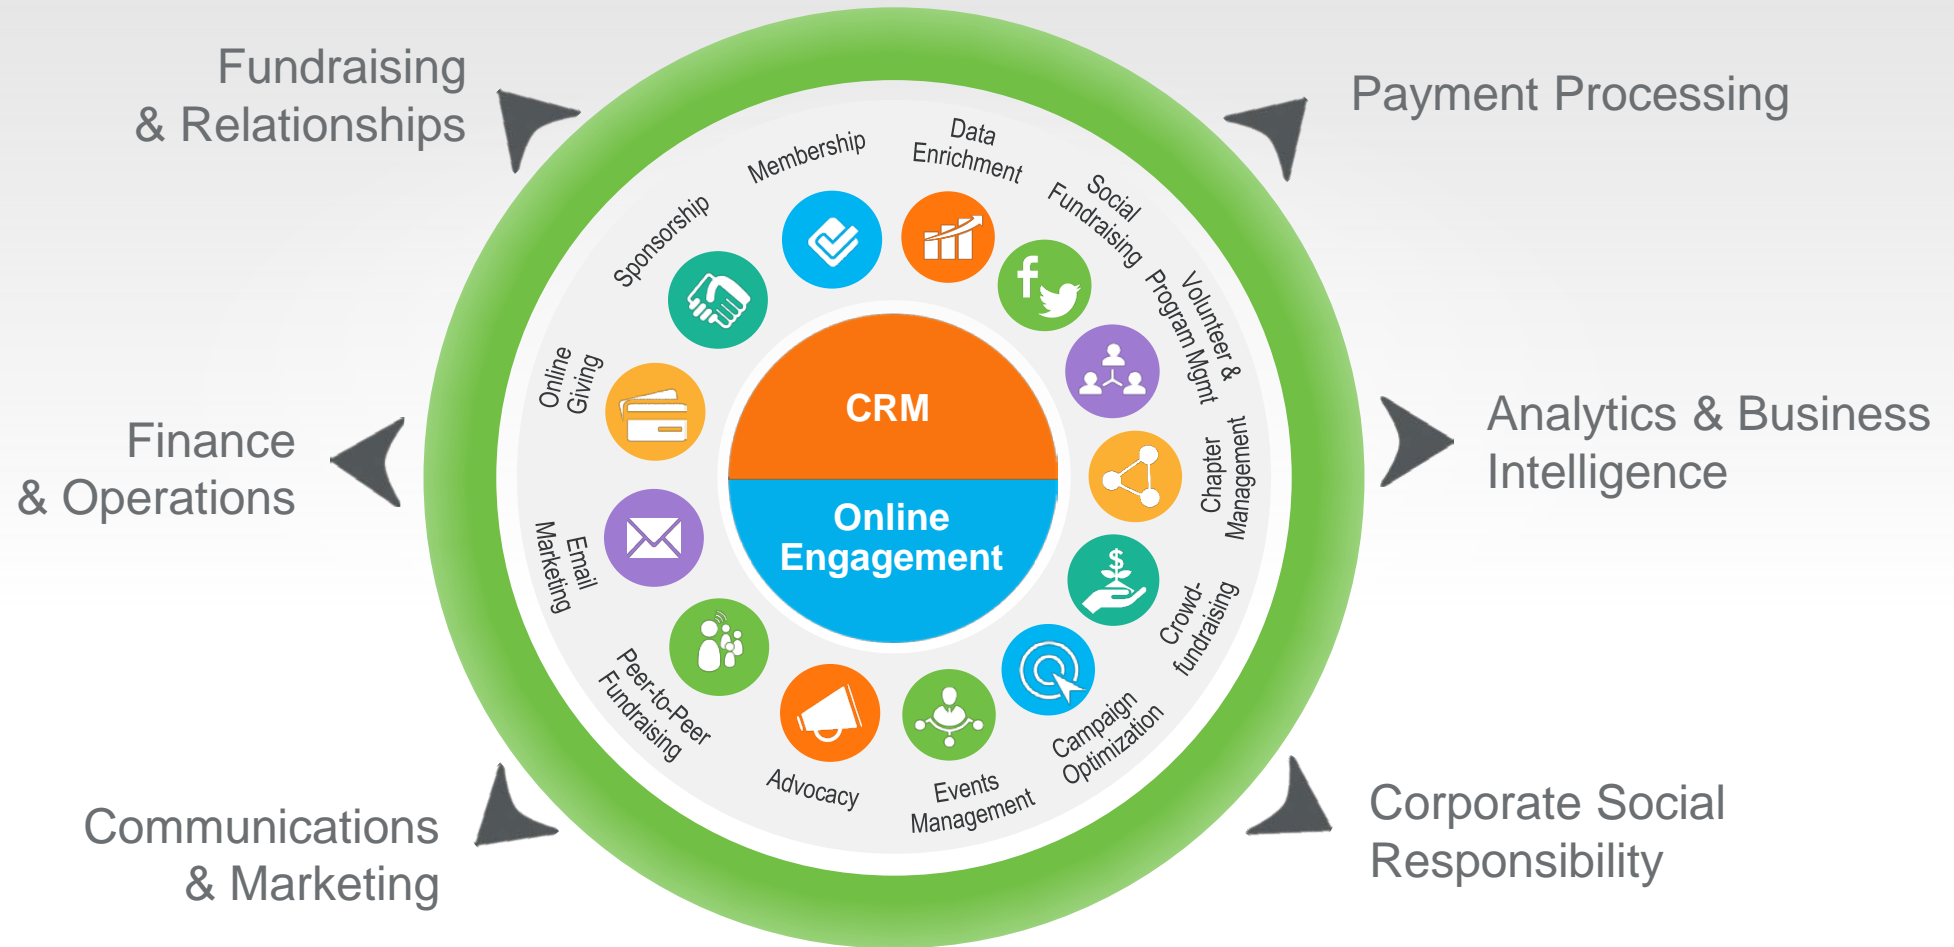 Fundraising
& Relationships
Payment Processing
Finance
& Operations
Analytics & Business
Intelligence
Communications
& Marketing
Corporate Social
Responsibility
Membership
Data
Enrichment
Social
Fundraising
Volunteer &
Program Mgmt
Chapter
Management
Crowd-
fundraising
Campaign
Optimization
Events
Management
Advocacy
Peer-to-Peer
Fundraising
Email
Marketing
Online
Giving
Sponsorship
f
$
CRM
Online
Engagement